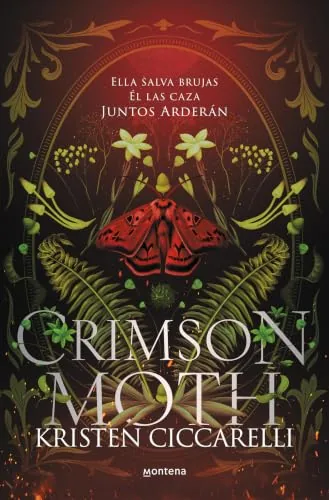 Ella salva brujas
Él las caza
Juntos Arderán
CRIMSON
MOTH
KRISTEN CICCARELLI
montena